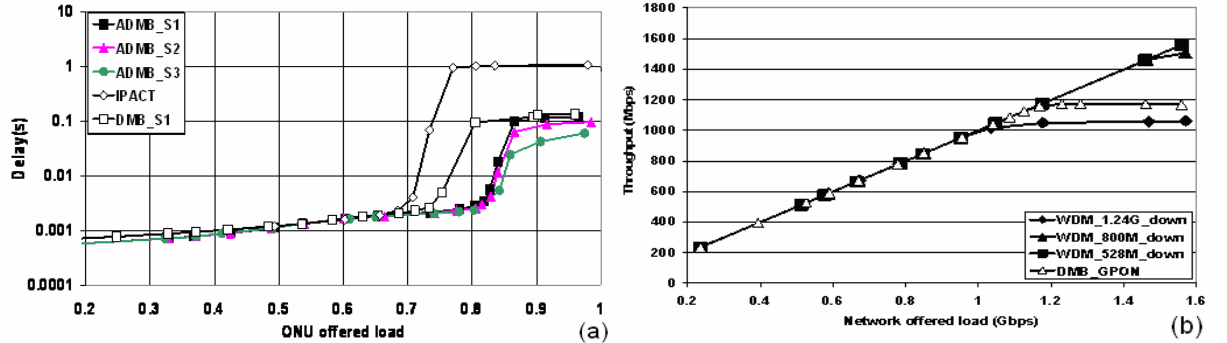 10
1
0.1
0.01
0.001
0.0001
Delay(s)
ADMB_S1
ADMB_S2
ADMB_S3
IPACT
DMB_S1
0.2 0.3 0.4 0.5 0.6 0.7 0.8 0.9 1
ONU offered load
(a)
1800
1600
1400
1200
1000
800
600
400
200
0
Throughput (Mbps)
WDM_1.24G_down
WDM_800M_down
WDM_528M_down
DMB_GPON
0.2 0.4 0.6 0.8 1 1.2 1.4 1.6
Network offered load (Gbps)
(b)